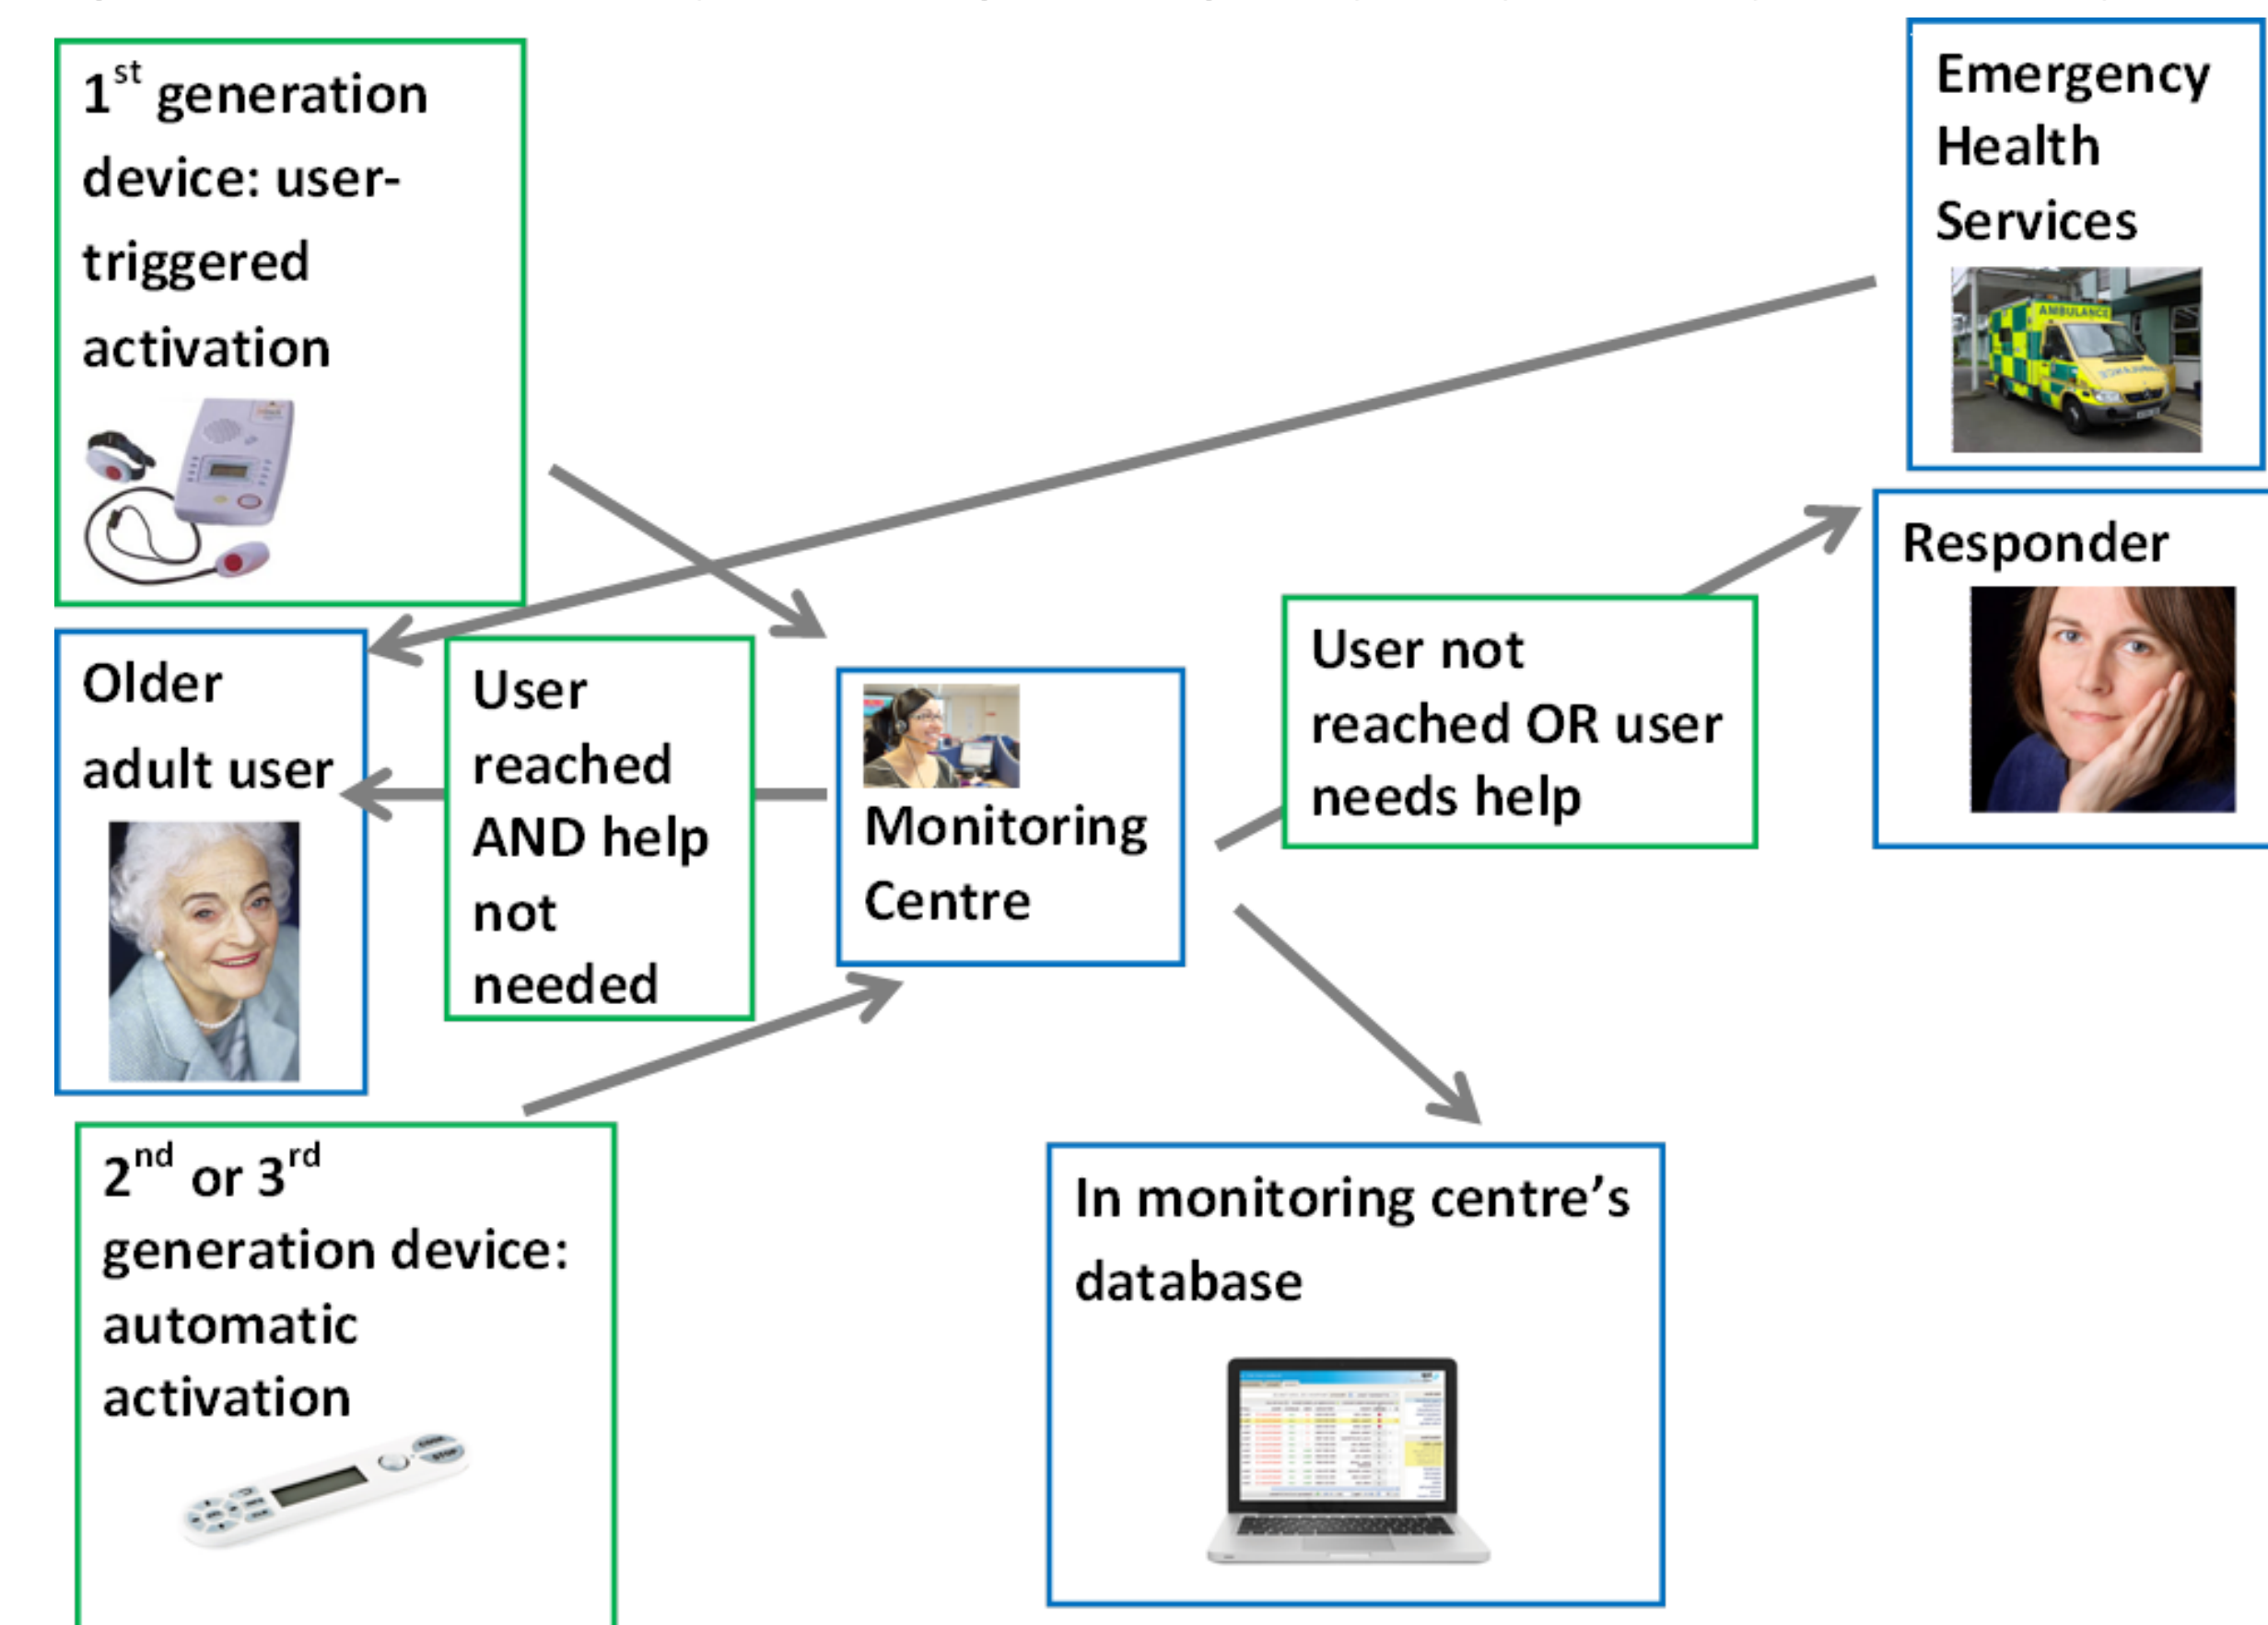 1st generation
device: user-
triggered
activation
Emergency
Health
Services
AMBULANCE
Responder
Older
adult user
User
reached
AND help
not
needed
Monitoring
Centre
User not
reached OR user
needs help
2nd or 3rd
generation device:
automatic
activation
STOP
In monitoring centre’s
database